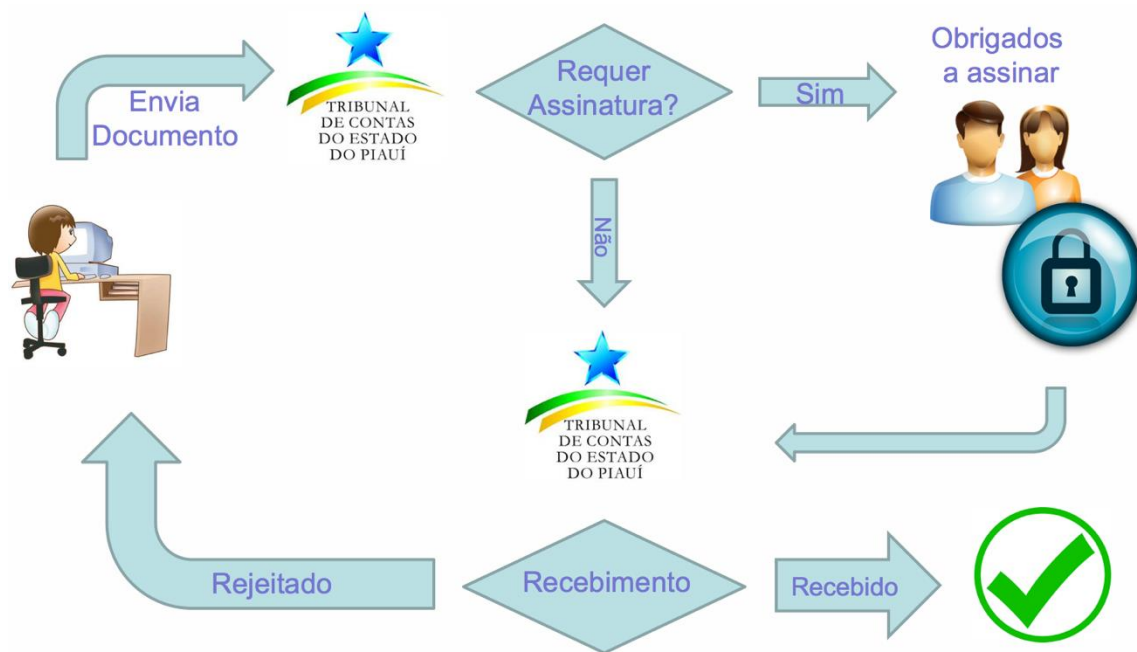 Envia
Documento
TRIBUNAL
DE CONTAS
DO ESTADO
DO PIAUÍ
Requer
Assinatura?
Sim
Obrigados
a assinar
Não
TRIBUNAL
DE CONTAS
DO ESTADO
DO PIAUÍ
Rejeitado
Recebimento
Recebido